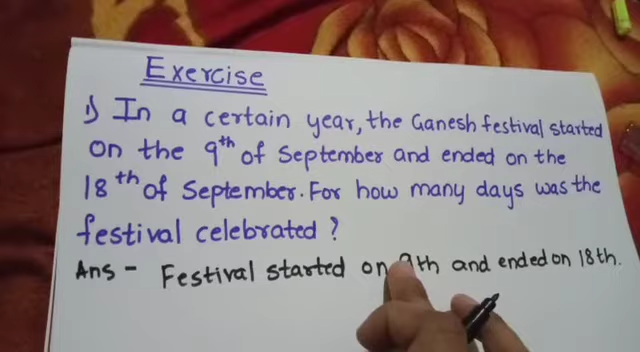 Exercise
1) In a certain year, the Ganesh festival started
on the 9th of September and ended on the
18th of September. For how many days was the
festival celebrated ?
Ans - Festival started on 9th and ended on 18th.